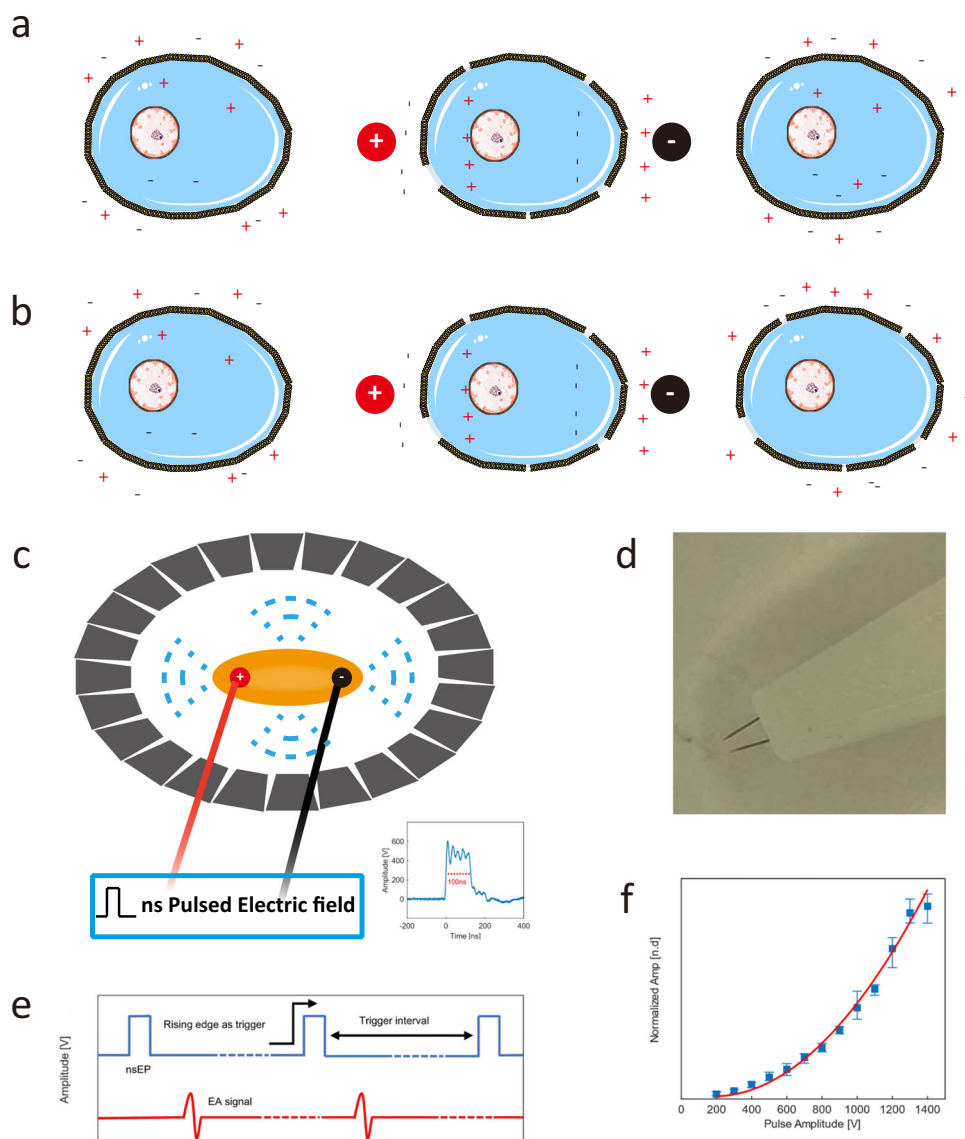 a
b
c
d
ns Pulsed Electric field
Amplitude [V]
600
400
200
0
100ns
-200
0
200
400
Time [ns]
e
Amplitude [V]
Rising edge as trigger
Trigger interval
nsEP
EA signal
f
Normalized Amp [n.d]
0
200
400
600
800
1000
1200
1400
Pulse Amplitude [V]